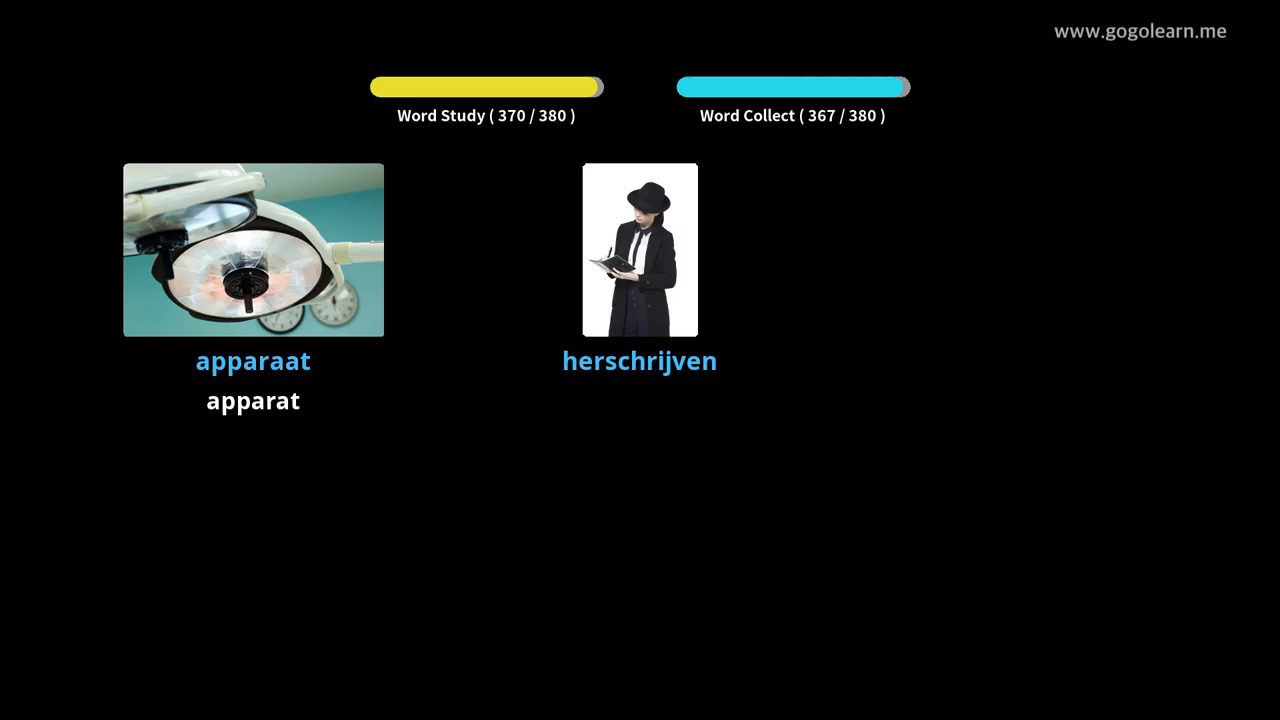 www.gogolearn.me
Word Study ( 370 / 380 )
Word Collect ( 367 / 380 )
apparaat
herschrijven
apparat